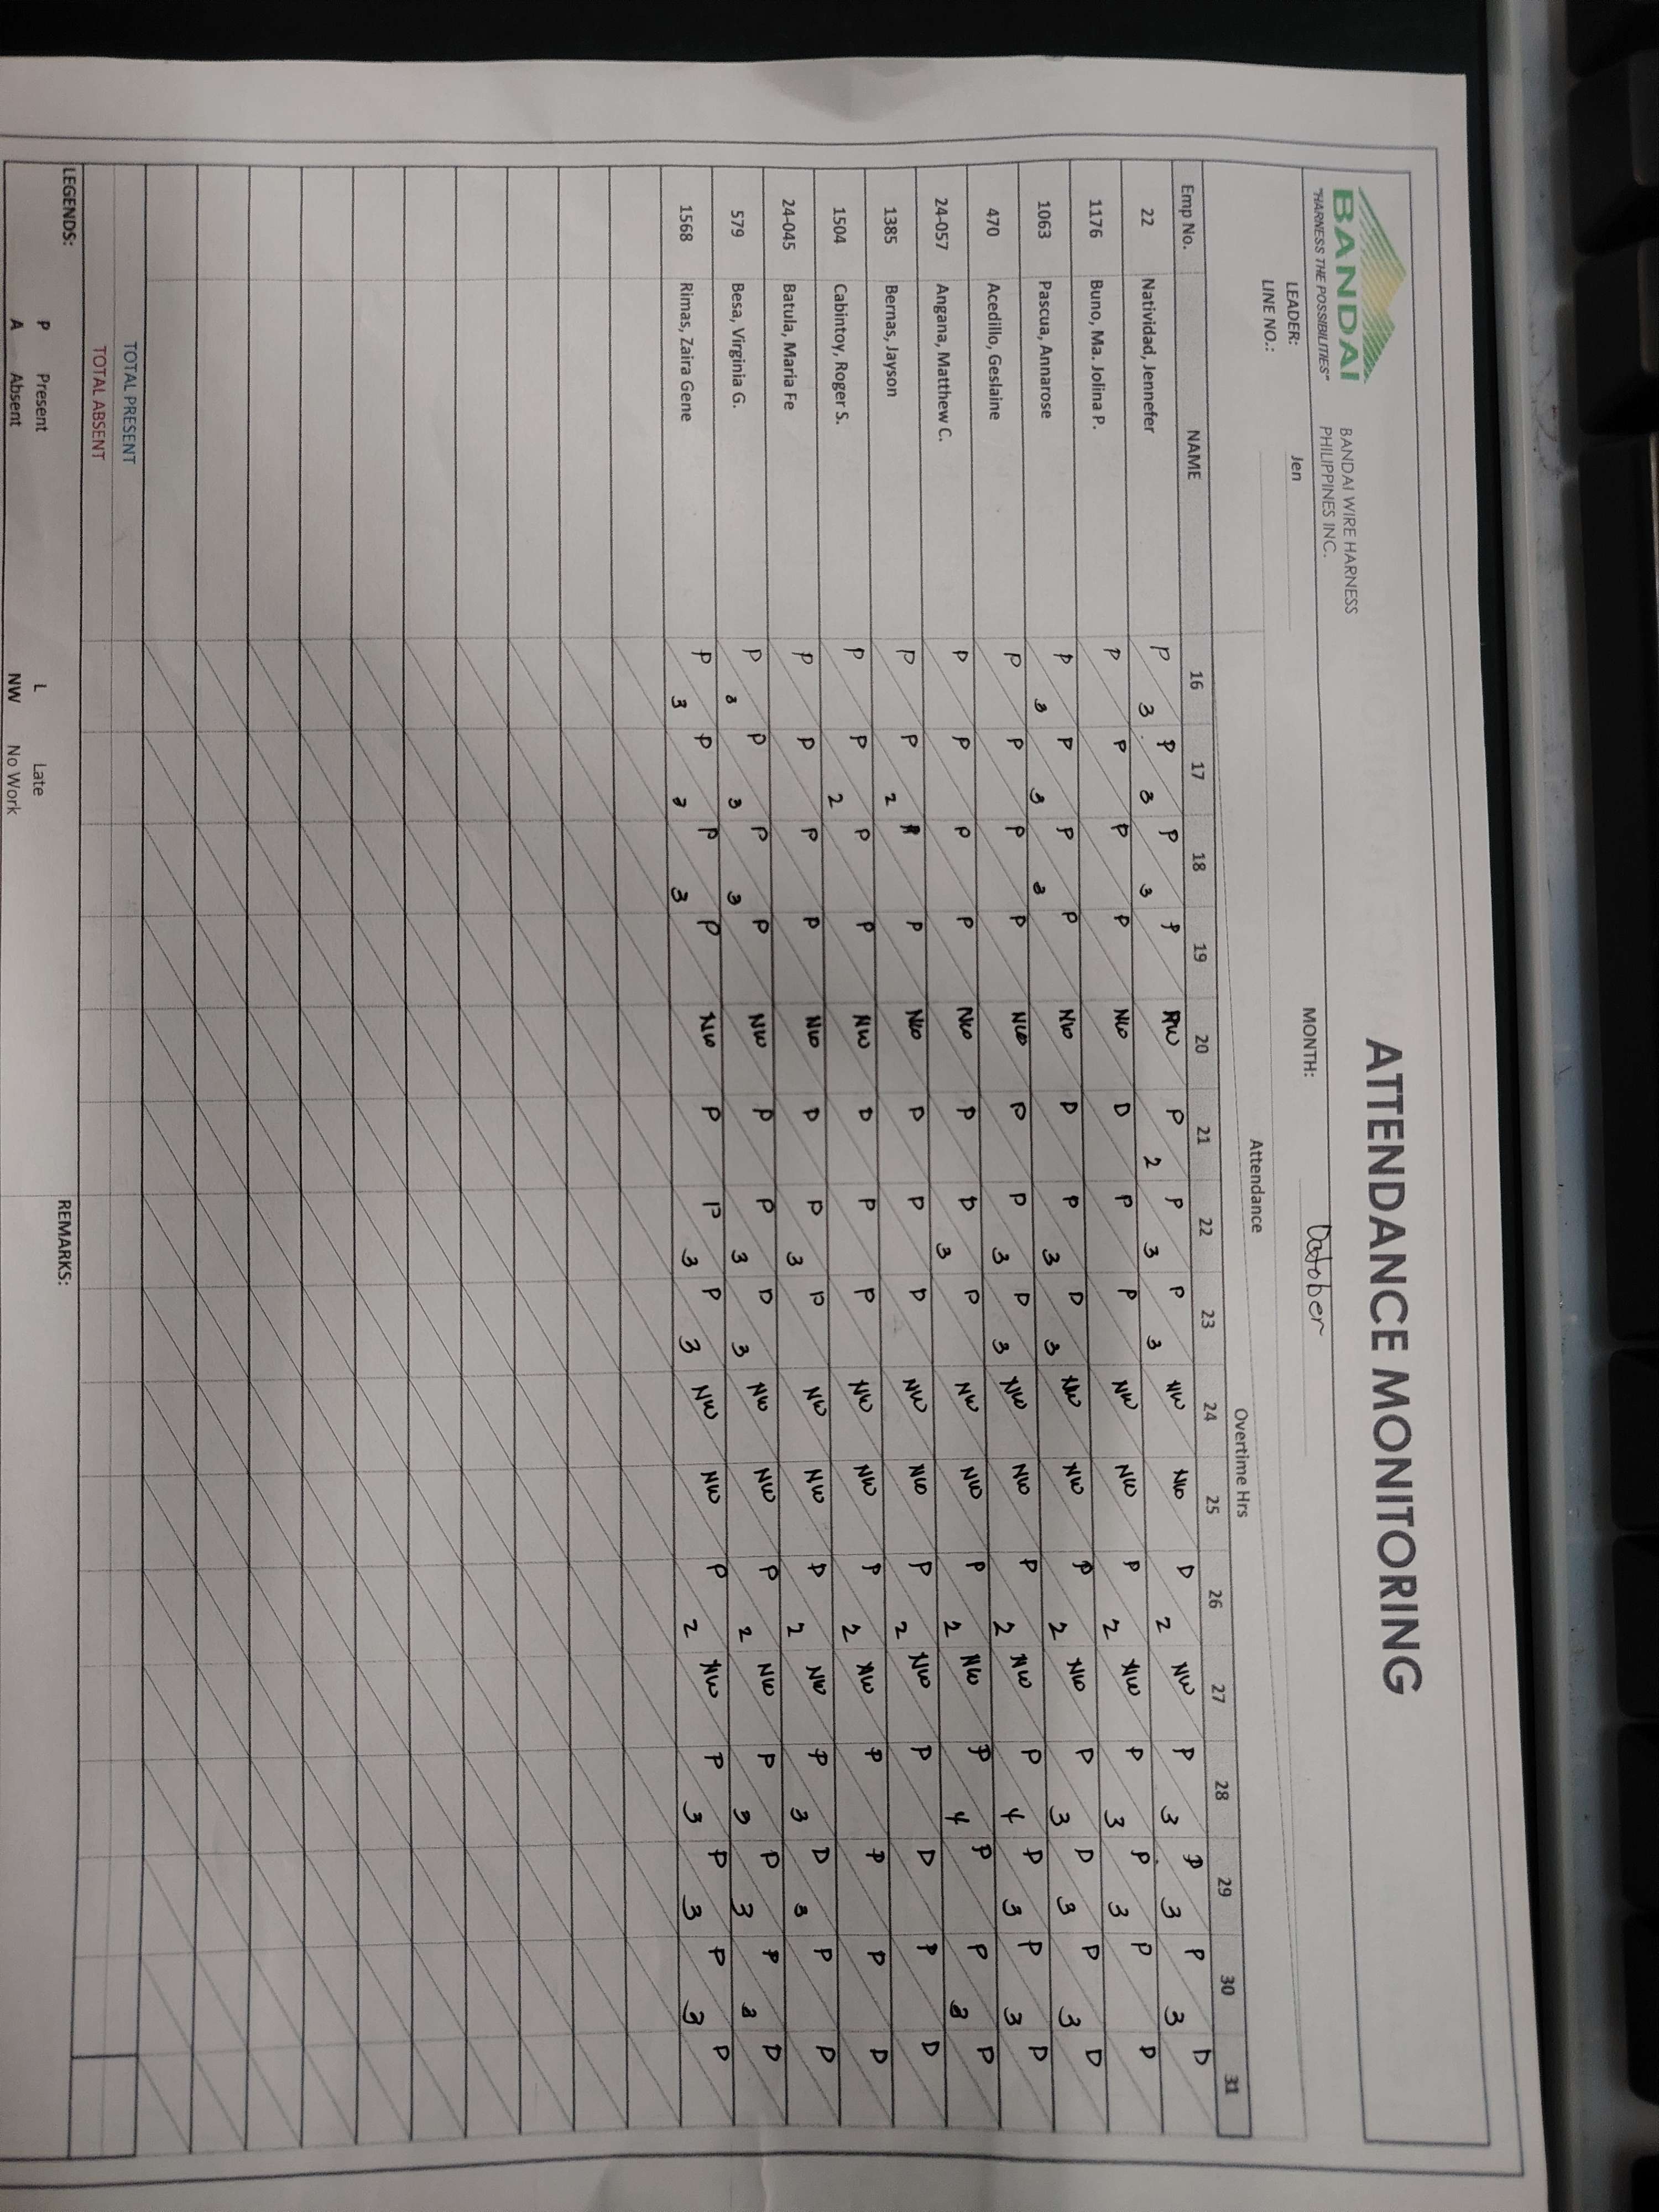 BANDAI
"HARNESS THE POSSIBILITIES"
BANDAI WIRE HARNESS
PHILIPPINES INC.
ATTENDANCE MONITORING
LEADER: Jen MONTH: October
LINE NO.:
Attendance
Overtime Hrs
Emp No. NAME 16 17 18 19 20 21 22 23 24 25 26 27 28 29 30 31
22 Natividad, Jennefer P 3 P 3 P 3 P NW P 2 P 3 P 3 NW NW P 2 NW P 3 P 3 P 3 P
1176 Buno, Ma. Jolina P. P P P P NW P P P NW NW P 2 NW P 3 P 3 P P
1063 Pascua, Annarose P 3 P 3 P 3 P NW P P 3 P 3 NW NW P 2 NW P 3 P 3 P 3 P
470 Acedillo, Geslaine P P P P NW P P 3 P 3 NW NW P 2 NW P 4 P 3 P 3 P
24-057 Angana, Matthew C. P P P P NW P P 3 P NW NW P 2 NW P 4 P P 3 P
1385 Bernas, Jayson P P 2 P NW P P P NW NW P 2 NW P P P P
1504 Cabintoy, Roger S. P P 2 P P NW P P P NW NW P 2 NW P P P P
24-045 Batula, Maria Fe P P P P NW P P 3 P NW NW P 2 NW P 3 P 3 P P
579 Besa, Virginia G. P 3 P 3 P 3 P NW P P 3 P 3 NW NW P 2 NW P 3 P 3 P 3 P
1568 Rimas, Zaira Gene P 3 P 3 P 3 P NW P P 3 P 3 NW NW P 2 NW P 3 P 3 P 3 P
TOTAL PRESENT
TOTAL ABSENT
LEGENDS: REMARKS:
P Present L Late
A Absent NW No Work